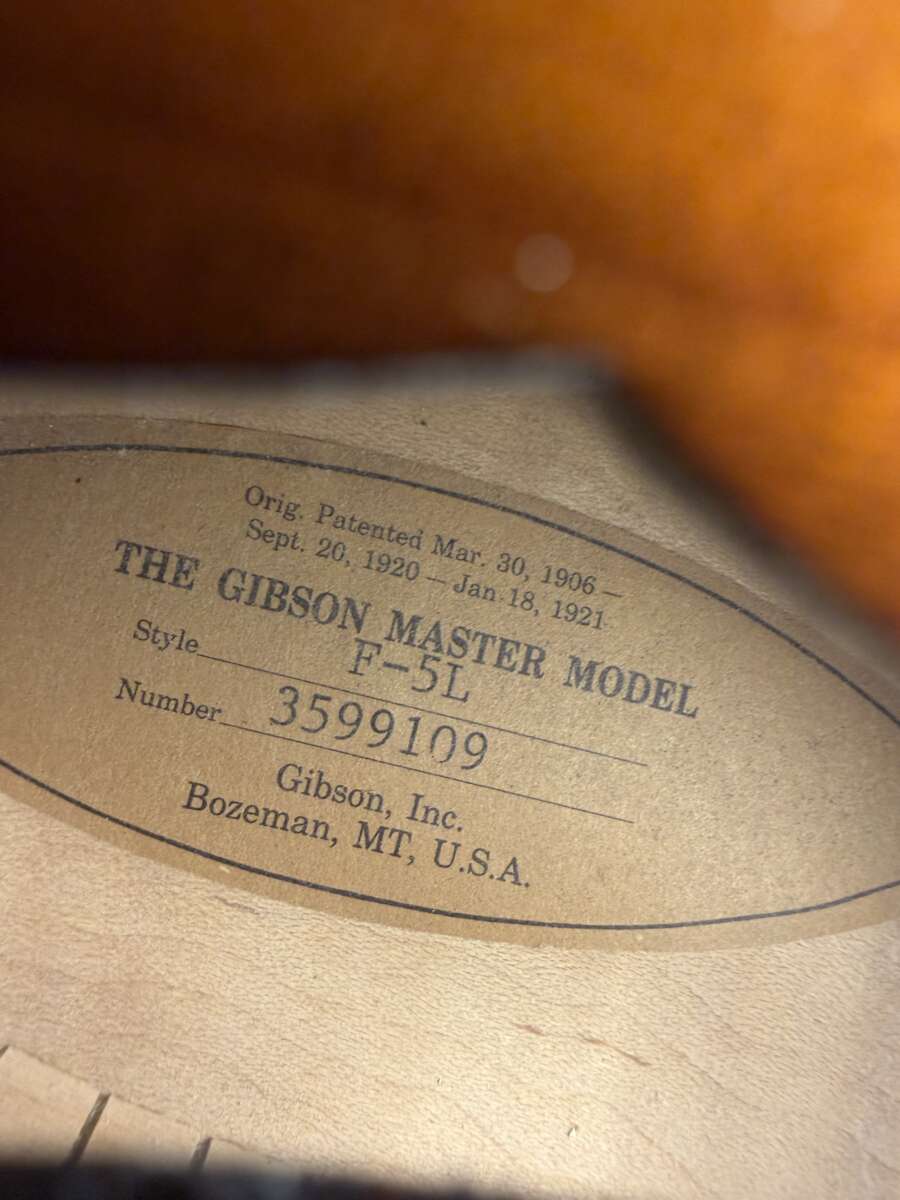 Orig. Patented Mar. 30, 1906 –
Sept. 20, 1920 – Jan 18, 1921
THE GIBSON MASTER MODEL
Style F-5L
Number 3599109
Gibson, Inc.
Bozeman, MT, U.S.A.